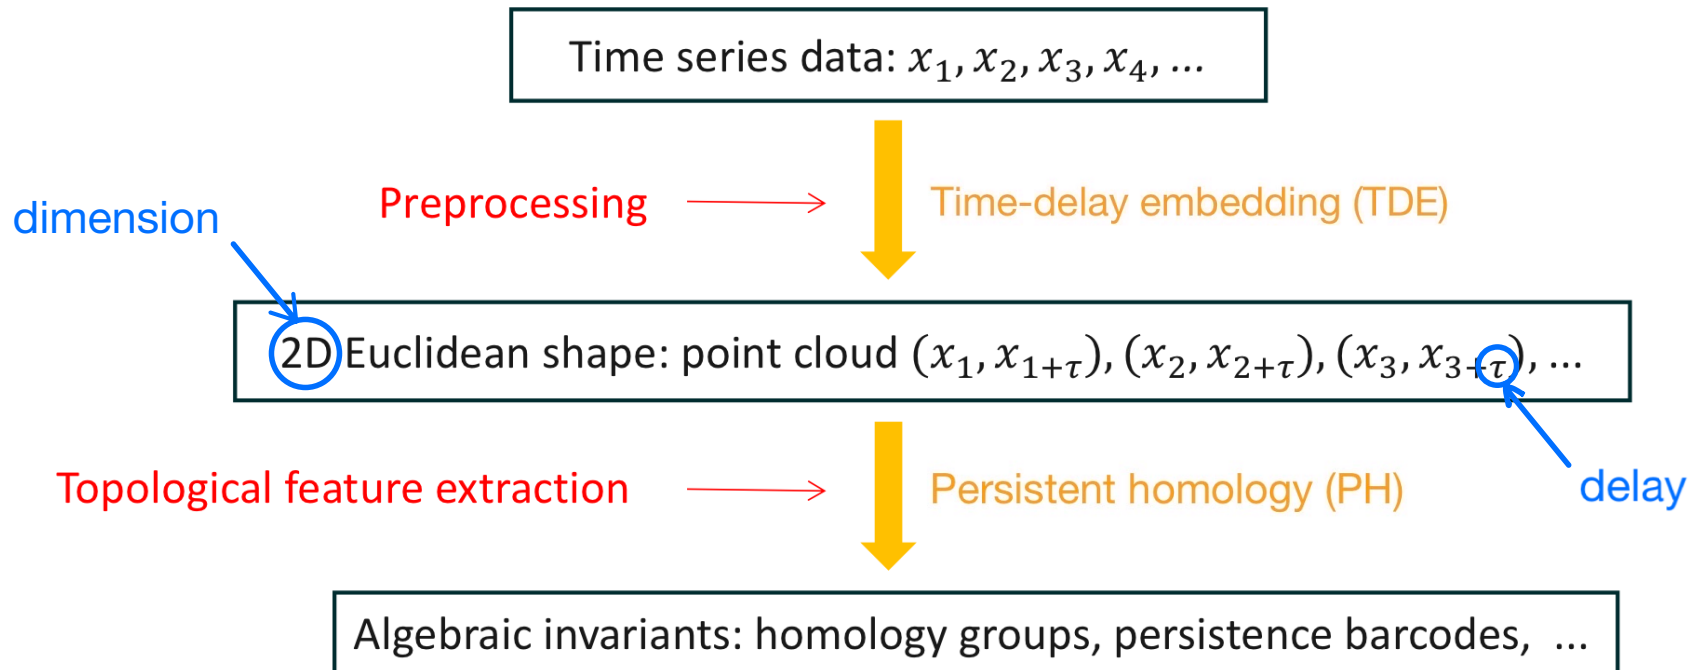 Time series data: x₁, x₂, x₃, x₄, ...
Preprocessing
Time-delay embedding (TDE)
dimension
2D Euclidean shape: point cloud (x₁, x₁₊τ), (x₂, x₂₊τ), (x₃, x₃₊τ), ...
Topological feature extraction
Persistent homology (PH)
delay
Algebraic invariants: homology groups, persistence barcodes, ...